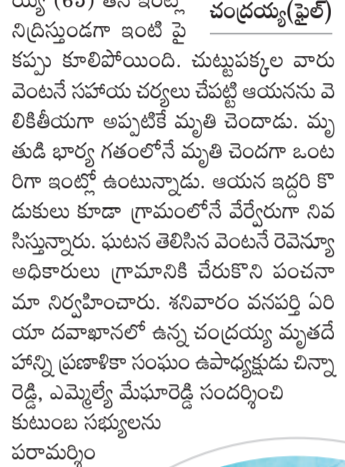 య్య (65) తన ఇంట్లో
చంద్రయ్య(ఫైల్)
నిద్రిస్తుండగా ఇంటి పై
కప్పు కూలిపోయింది. చుట్టుపక్కల వారు
వెంటనే సహాయ చర్యలు చేపట్టి ఆయనను వె
లికితీయగా అప్పటికే మృతి చెందాడు. మృ
తుడి భార్య గతంలోనే మృతి చెందగా ఒంట
రిగా ఇంట్లో ఉంటున్నాడు. ఆయన ఇద్దరి కొ
డుకులు కూడా గ్రామంలోనే వేర్వేరుగా నివ
సిస్తున్నారు. ఘటన తెలిసిన వెంటనే రెవెన్యూ
అధికారులు గ్రామానికి చేరుకొని పంచనా
మా నిర్వహించారు. శనివారం వనపర్తి ఏరి
యా దవాఖానలో ఉన్న చంద్రయ్య మృతదే
హాన్ని ప్రణాళికా సంఘం ఉపాధ్యక్షుడు చిన్నా
రెడ్డి, ఎమ్మెల్యే మేఘారెడ్డి సందర్శించి
కుటుంబ సభ్యులను
పరామర్శిం